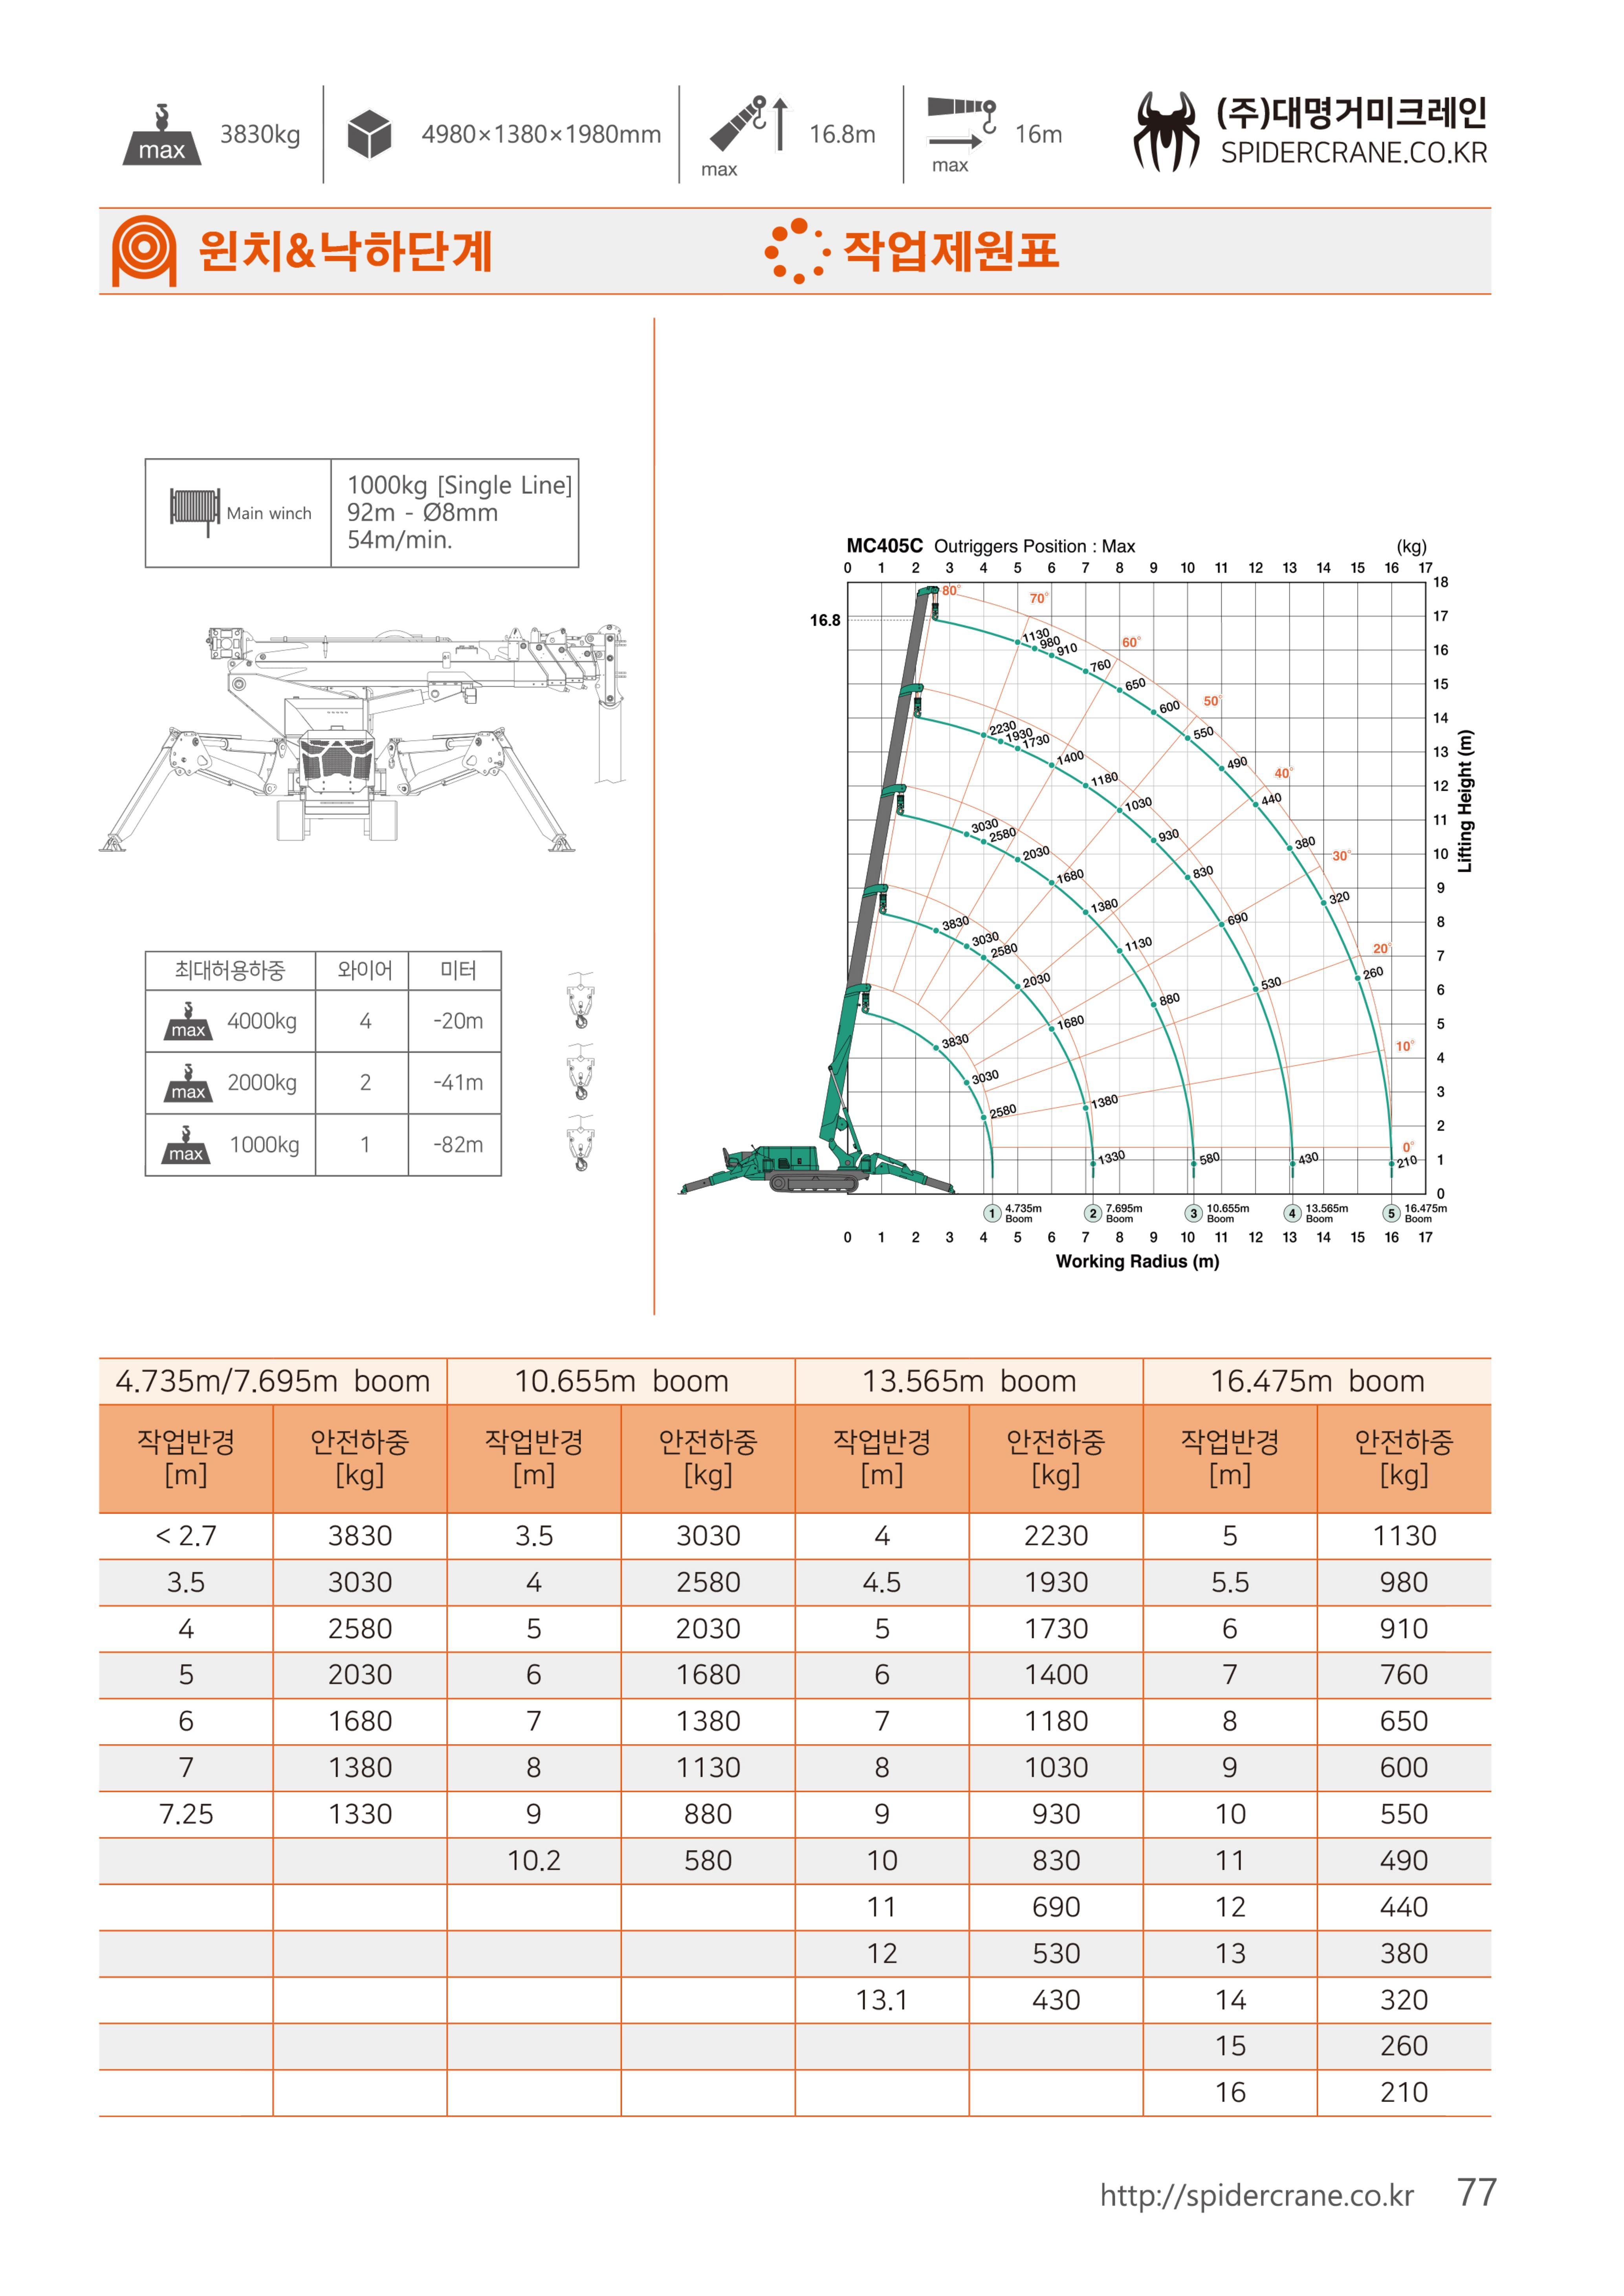 max
3830kg
4980×1380×1980mm
max
16.8m
max
16m
(주)대명거미크레인
SPIDERCRANE.CO.KR
윈치&낙하단계
작업제원표
Main winch
1000kg [Single Line]
92m - Ø8mm
54m/min.
최대허용하중 와이어 미터
max 4000kg 4 -20m
max 2000kg 2 -41m
max 1000kg 1 -82m
MC405C Outriggers Position : Max (kg)
0 1 2 3 4 5 6 7 8 9 10 11 12 13 14 15 16 17
18
17
16
15
14
13
12
11
10
9
8
7
6
5
4
3
2
1
0
Lifting Height (m)
16.8
80°
70°
60°
50°
40°
30°
20°
10°
0°
1130
980
910
760
650
600
550
490
440
380
320
260
210
2230
1930
1730
1400
1180
1030
930
830
690
530
430
3030
2580
2030
1680
1380
1130
880
580
3830
3030
2580
2030
1680
1380
1330
3830
3030
2580
1 4.735m Boom
2 7.695m Boom
3 10.655m Boom
4 13.565m Boom
5 16.475m Boom
0 1 2 3 4 5 6 7 8 9 10 11 12 13 14 15 16 17
Working Radius (m)
4.735m/7.695m boom 10.655m boom 13.565m boom 16.475m boom
작업반경 안전하중 작업반경 안전하중 작업반경 안전하중 작업반경 안전하중
[m] [kg] [m] [kg] [m] [kg] [m] [kg]
< 2.7 3830 3.5 3030 4 2230 5 1130
3.5 3030 4 2580 4.5 1930 5.5 980
4 2580 5 2030 5 1730 6 910
5 2030 6 1680 6 1400 7 760
6 1680 7 1380 7 1180 8 650
7 1380 8 1130 8 1030 9 600
7.25 1330 9 880 9 930 10 550
10.2 580 10 830 11 490
11 690 12 440
12 530 13 380
13.1 430 14 320
15 260
16 210
http://spidercrane.co.kr 77